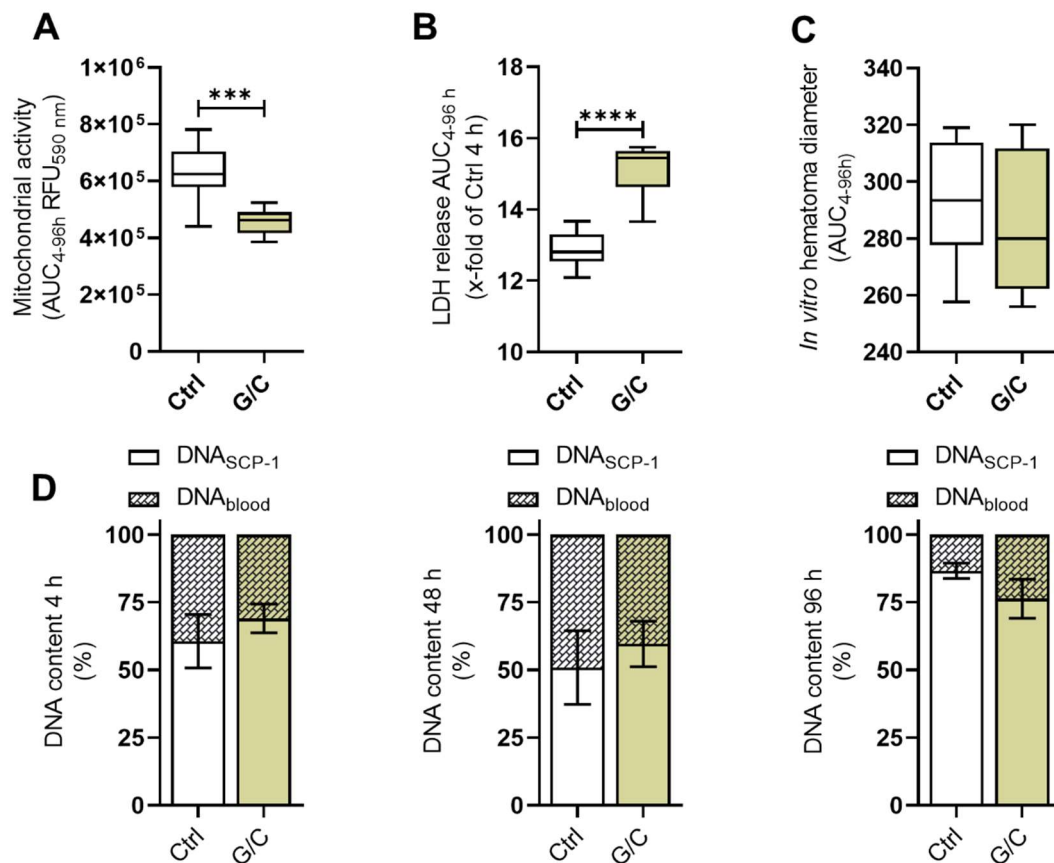 A
Mitochondrial activity
(AUC4-96h RFU590 nm)
1×10⁶
8×10⁵
6×10⁵
4×10⁵
2×10⁵
0
***
Ctrl
G/C
B
LDH release AUC4-96 h
(x-fold of Ctrl 4 h)
18
16
14
12
10
****
Ctrl
G/C
C
In vitro hematoma diameter
(AUC4-96h)
340
320
300
280
260
240
Ctrl
G/C
D
DNASCP-1
DNAblood
DNA content 4 h
(%)
100
75
50
25
0
Ctrl
G/C
DNASCP-1
DNAblood
DNA content 48 h
(%)
100
75
50
25
0
Ctrl
G/C
DNASCP-1
DNAblood
DNA content 96 h
(%)
100
75
50
25
0
Ctrl
G/C